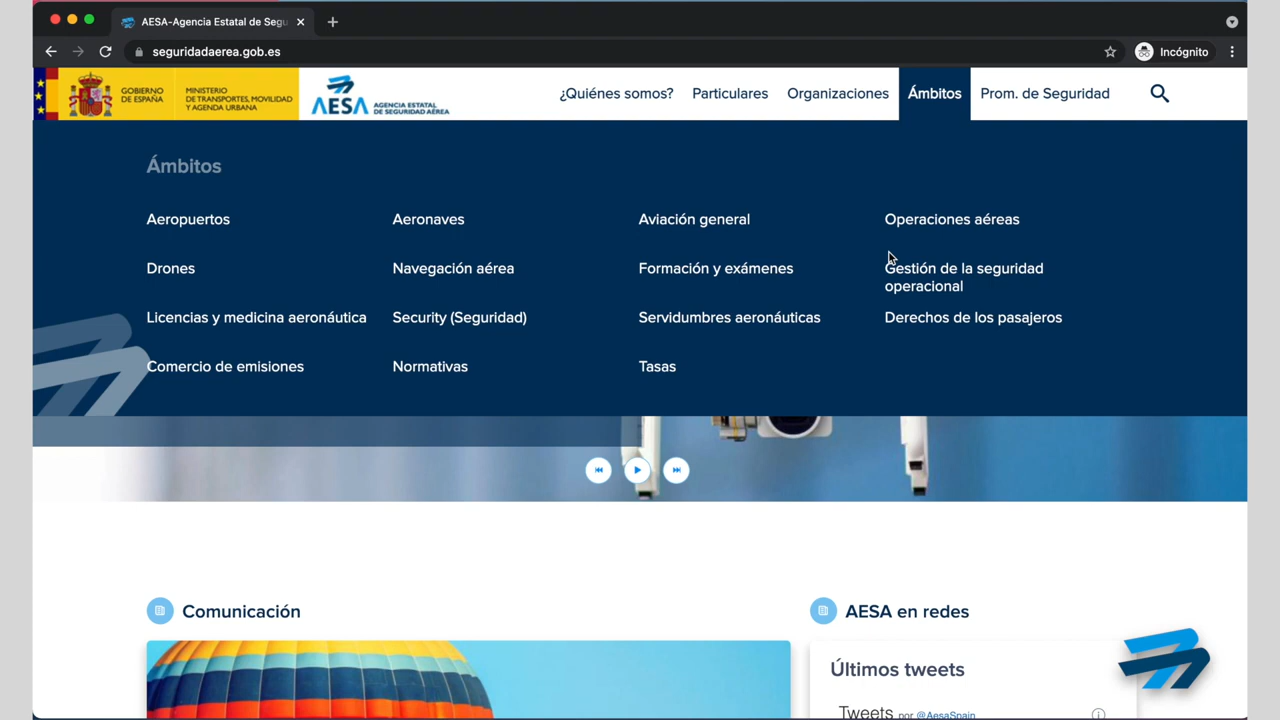 AESA-Agencia Estatal de Segu
seguridadaerea.gob.es
Incógnito
GOBIERNO
DE ESPAÑA
MINISTERIO
DE TRANSPORTES, MOVILIDAD
Y AGENDA URBANA
AESA AGENCIA ESTATAL
DE SEGURIDAD AÉREA
¿Quiénes somos? Particulares Organizaciones Ámbitos Prom. de Seguridad
Ámbitos
Aeropuertos Aeronaves Aviación general Operaciones aéreas
Drones Navegación aérea Formación y exámenes Gestión de la seguridad
operacional
Licencias y medicina aeronáutica Security (Seguridad) Servidumbres aeronáuticas Derechos de los pasajeros
Comercio de emisiones Normativas Tasas
Comunicación AESA en redes
Últimos tweets
Tweets por @AesaSpain